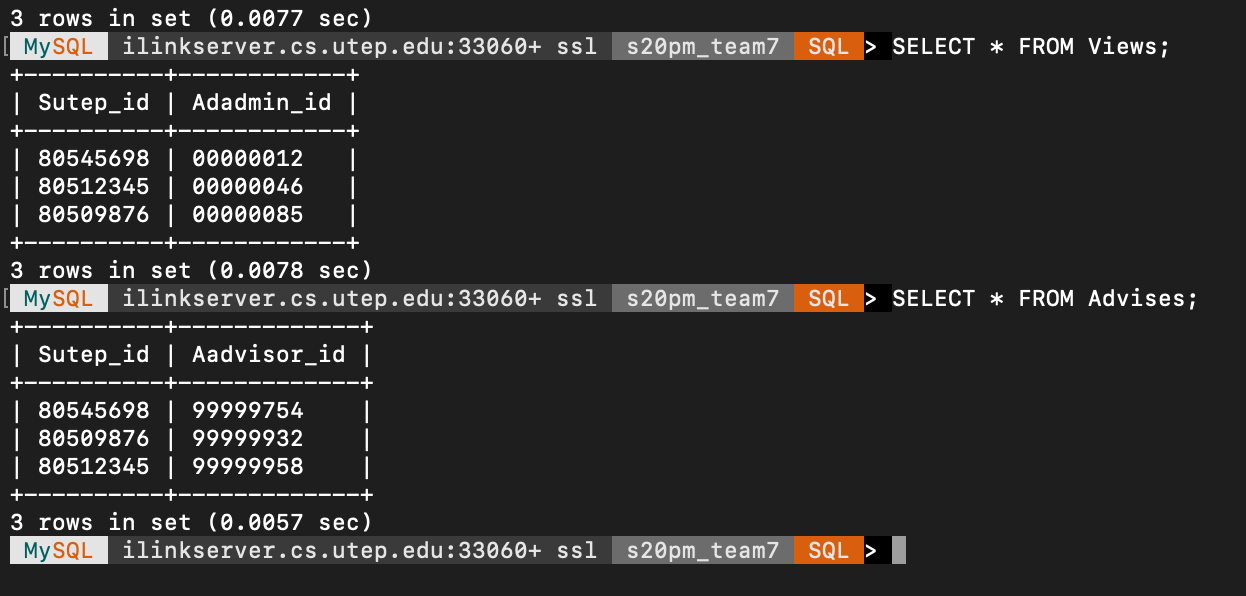 3 rows in set (0.0077 sec)
MySQL ilinkserver.cs.utep.edu:33060+ ssl s20pm_team7 SQL > SELECT * FROM Views;
+----------+-------------+
| Sutep_id | Adadmin_id |
+----------+-------------+
| 80545698 | 00000012 |
| 80512345 | 00000046 |
| 80509876 | 00000085 |
+----------+-------------+
3 rows in set (0.0078 sec)
MySQL ilinkserver.cs.utep.edu:33060+ ssl s20pm_team7 SQL > SELECT * FROM Advises;
+----------+-------------+
| Sutep_id | Aadvisor_id |
+----------+-------------+
| 80545698 | 99999754 |
| 80509876 | 99999932 |
| 80512345 | 99999958 |
+----------+-------------+
3 rows in set (0.0057 sec)
MySQL ilinkserver.cs.utep.edu:33060+ ssl s20pm_team7 SQL >